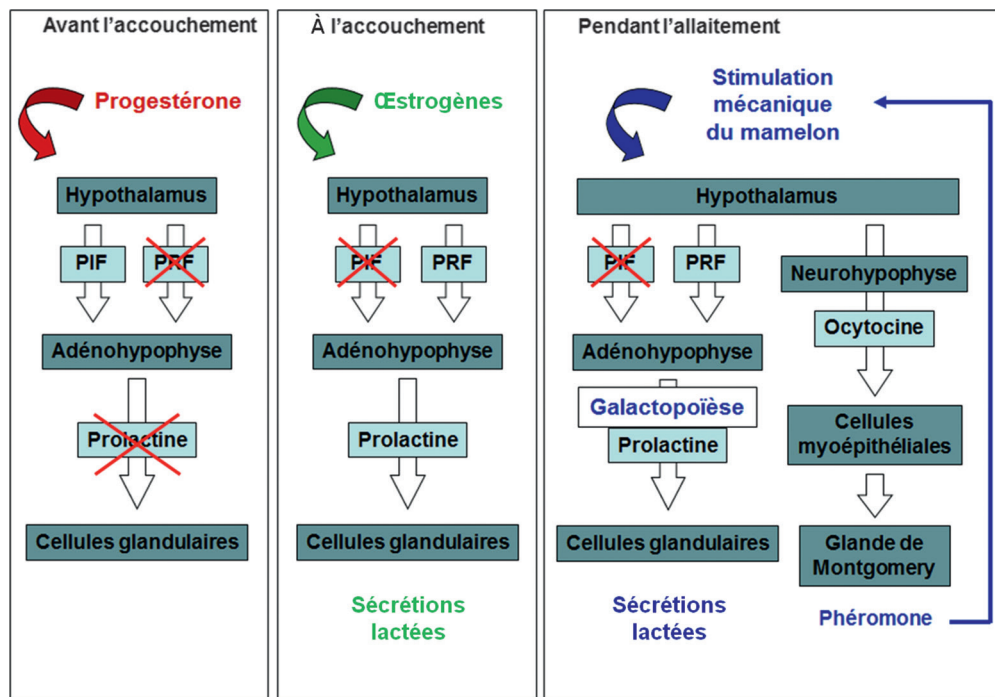 Avant l'accouchement
Progestérone
Hypothalamus
PIF
PRF
Adénohypophyse
Prolactine
Cellules glandulaires
À l'accouchement
Œstrogènes
Hypothalamus
PIF
PRF
Adénohypophyse
Prolactine
Cellules glandulaires
Sécrétions
lactées
Pendant l'allaitement
Stimulation
mécanique
du mamelon
Hypothalamus
PIF
PRF
Adénohypophyse
Galactopoïèse
Prolactine
Cellules glandulaires
Sécrétions
lactées
Neurohypophyse
Ocytocine
Cellules
myoépithéliales
Glande de
Montgomery
Phéromone